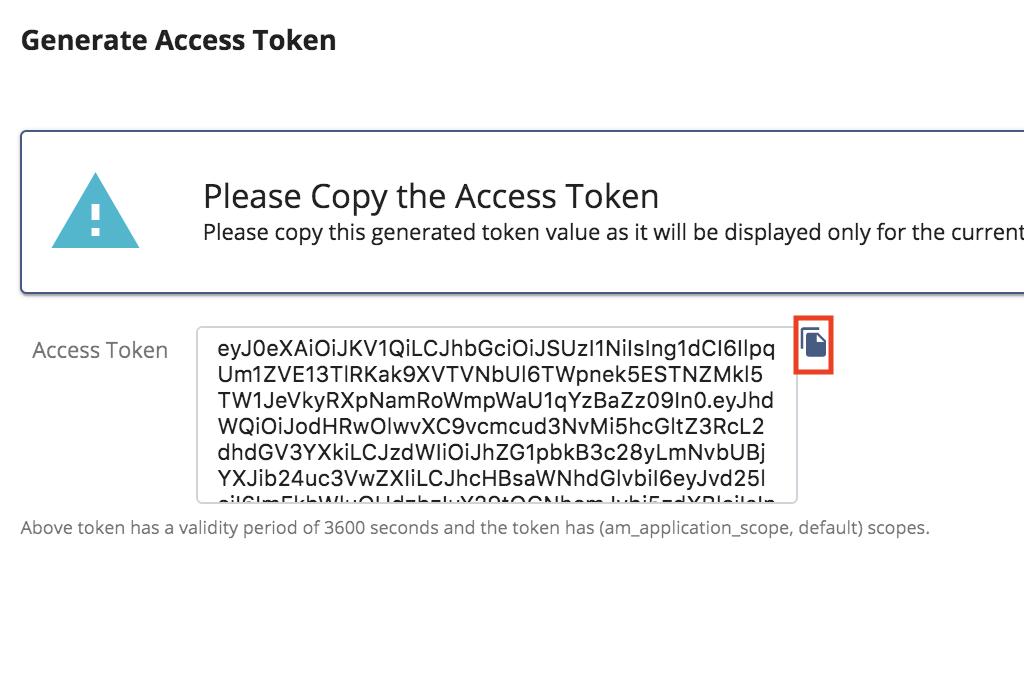 Generate Access Token
Please Copy the Access Token
Please copy this generated token value as it will be displayed only for the current
Access Token
eyJ0eXAiOiJKV1QiLCJhbGciOiJSUzI1NiIsIng1dCI6Ilpq
Um1ZVE13TlRKak9XVTVNbUl6TWpnek5ESTNZMkl5
TW1JeVkyRXpNamRoWmpWaU1qYzBaZz09In0.eyJhd
WQiOiJodHRwOlwvXC9vcmcud3NvMi5hcGltZ3RcL2
dhdGV3YXkiLCJzdWIiOiJhZG1pbkB3c28yLmNvbUBj
YXJib24uc3VwZXIiLCJhcHBsaWNhdGlvbiI6eyJvd25l
Above token has a validity period of 3600 seconds and the token has (am_application_scope, default) scopes.